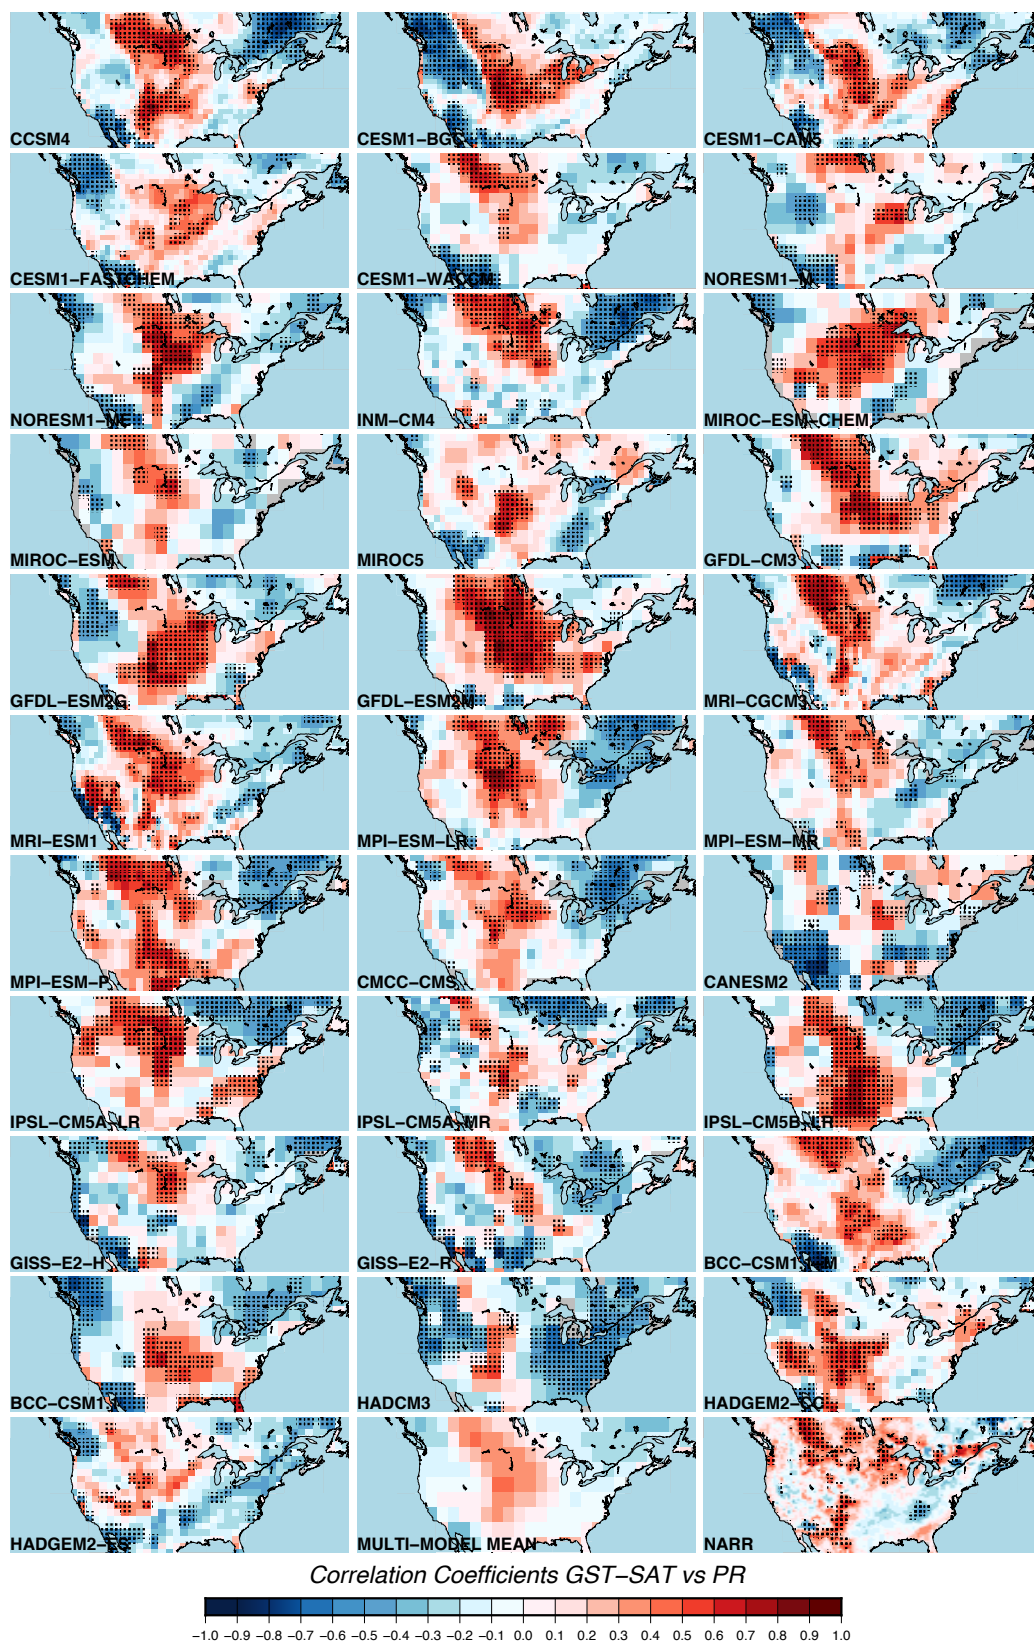 CCSM4
CESM1-BGC
CESM1-CAM5
CESM1-FASTCHEM
CESM1-WACCM
NORESM1-M
NORESM1-ME
INM-CM4
MIROC-ESM-CHEM
MIROC-ESM
MIROC5
GFDL-CM3
GFDL-ESM2G
GFDL-ESM2M
MRI-CGCM3
MRI-ESM1
MPI-ESM-LR
MPI-ESM-MR
MPI-ESM-P
CMCC-CMS
CANESM2
IPSL-CM5A-LR
IPSL-CM5A-MR
IPSL-CM5B-LR
GISS-E2-H
GISS-E2-R
BCC-CSM1.1-M
BCC-CSM1.1
HADCM3
HADGEM2-CC
HADGEM2-ES
MULTI-MODEL MEAN
NARR
Correlation Coefficients GST-SAT vs PR
-1.0 -0.9 -0.8 -0.7 -0.6 -0.5 -0.4 -0.3 -0.2 -0.1 0.0 0.1 0.2 0.3 0.4 0.5 0.6 0.7 0.8 0.9 1.0